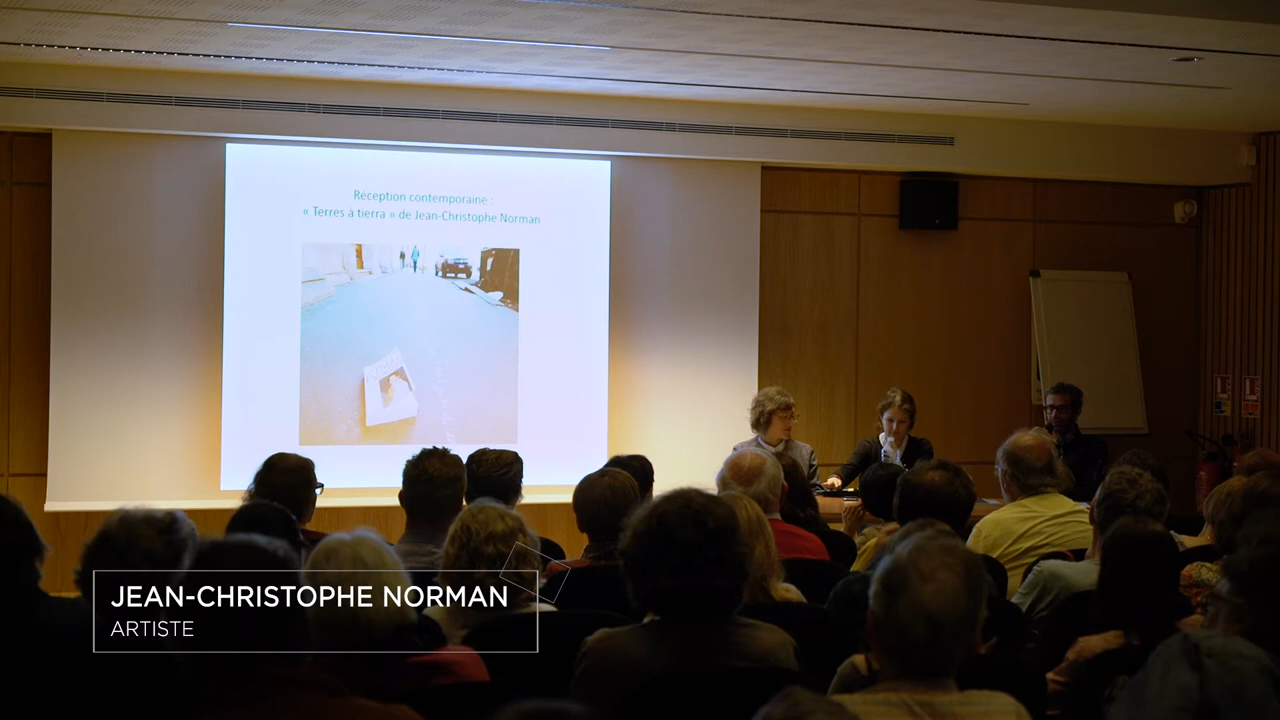 Réception contemporaine :
« Terres à tierra » de Jean-Christophe Norman
JEAN-CHRISTOPHE NORMAN
ARTISTE